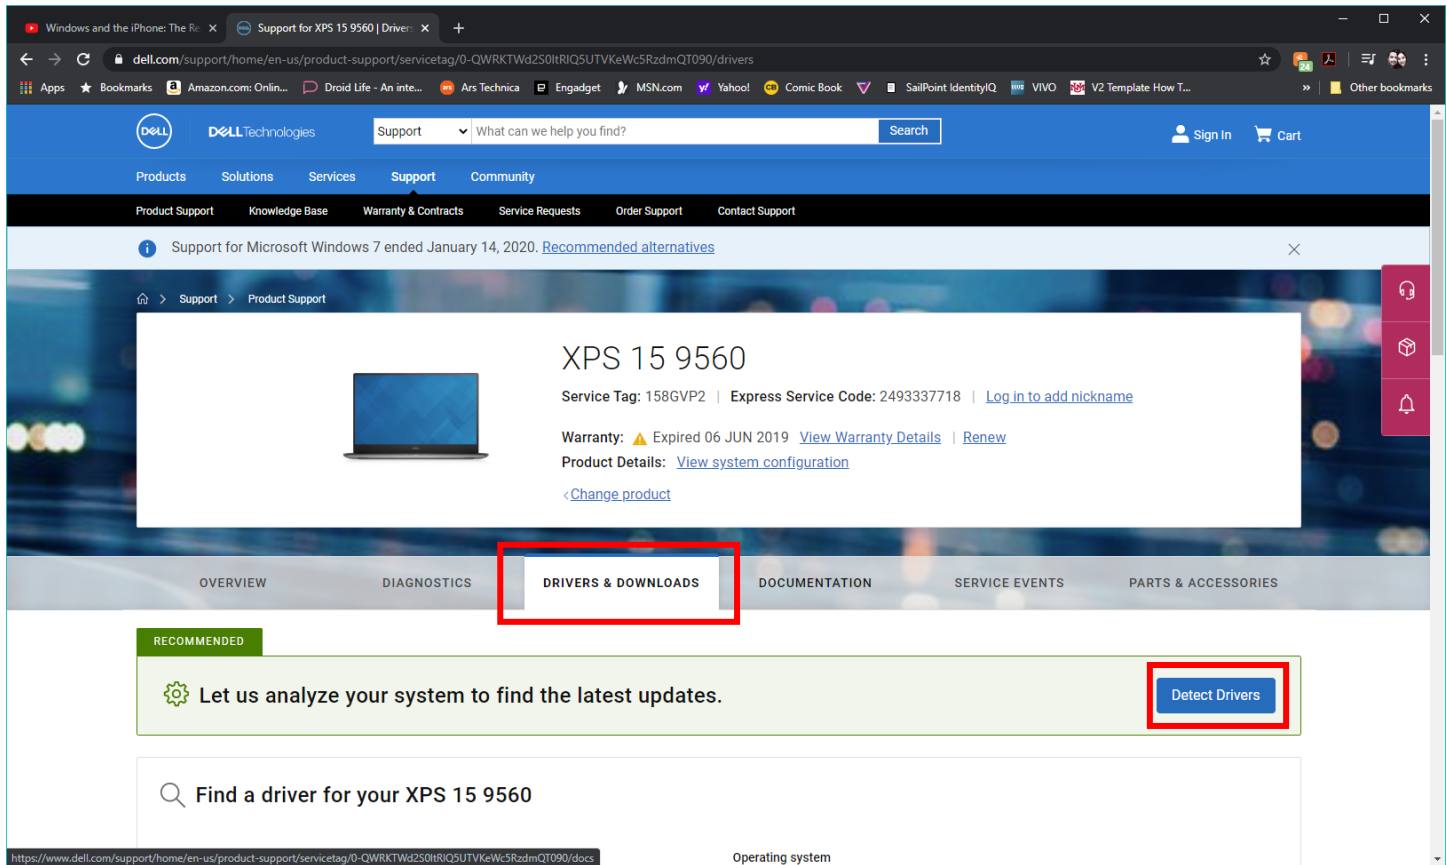 Windows and the iPhone: The Re
Support for XPS 15 9560 | Drivers
dell.com/support/home/en-us/product-support/servicetag/0-QWRKTWd2S0ItRlQ5UTVKeWc5RzdmQT090/drivers
24
Apps Bookmarks Amazon.com: Onlin... Droid Life - An inte... Ars Technica Engadget MSN.com Yahoo! Comic Book SailPoint IdentityIQ VIVO V2 Template How T... » Other bookmarks
DELL DELLTechnologies Support What can we help you find? Search Sign In Cart
Products Solutions Services Support Community
Product Support Knowledge Base Warranty & Contracts Service Requests Order Support Contact Support
Support for Microsoft Windows 7 ended January 14, 2020. Recommended alternatives
Support > Product Support
XPS 15 9560
Service Tag: 158GVP2 | Express Service Code: 2493337718 | Log in to add nickname
Warranty: Expired 06 JUN 2019 View Warranty Details | Renew
Product Details: View system configuration
Change product
OVERVIEW DIAGNOSTICS DRIVERS & DOWNLOADS DOCUMENTATION SERVICE EVENTS PARTS & ACCESSORIES
RECOMMENDED
Let us analyze your system to find the latest updates. Detect Drivers
Find a driver for your XPS 15 9560
Operating system
https://www.dell.com/support/home/en-us/product-support/servicetag/0-QWRKTWd2S0ItRlQ5UTVKeWc5RzdmQT090/docs